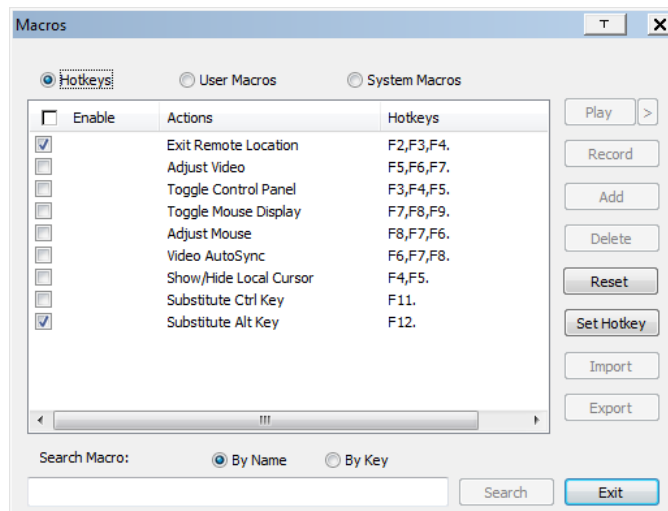 Macros
Hotkeys User Macros System Macros
Enable Actions Hotkeys
Exit Remote Location F2,F3,F4.
Adjust Video F5,F6,F7.
Toggle Control Panel F3,F4,F5.
Toggle Mouse Display F7,F8,F9.
Adjust Mouse F8,F7,F6.
Video AutoSync F6,F7,F8.
Show/Hide Local Cursor F4,F5.
Substitute Ctrl Key F11.
Substitute Alt Key F12.
Play >
Record
Add
Delete
Reset
Set Hotkey
Import
Export
Search Macro: By Name By Key
Search Exit